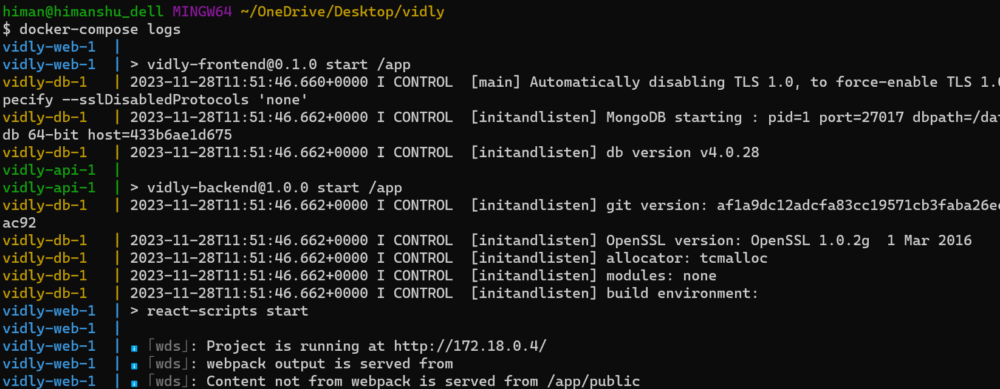 himan@himanshu_dell MINGW64 ~/OneDrive/Desktop/vidly
$ docker-compose logs
vidly-web-1  |
vidly-web-1  | > vidly-frontend@0.1.0 start /app
vidly-db-1   | 2023-11-28T11:51:46.660+0000 I CONTROL  [main] Automatically disabling TLS 1.0, to force-enable TLS 1.0
pecify --sslDisabledProtocols 'none'
vidly-db-1   | 2023-11-28T11:51:46.662+0000 I CONTROL  [initandlisten] MongoDB starting : pid=1 port=27017 dbpath=/dat
db 64-bit host=433b6ae1d675
vidly-db-1   | 2023-11-28T11:51:46.662+0000 I CONTROL  [initandlisten] db version v4.0.28
vidly-api-1  |
vidly-api-1  | > vidly-backend@1.0.0 start /app
vidly-db-1   | 2023-11-28T11:51:46.662+0000 I CONTROL  [initandlisten] git version: af1a9dc12adcfa83cc19571cb3faba26ee
ac92
vidly-db-1   | 2023-11-28T11:51:46.662+0000 I CONTROL  [initandlisten] OpenSSL version: OpenSSL 1.0.2g  1 Mar 2016
vidly-db-1   | 2023-11-28T11:51:46.662+0000 I CONTROL  [initandlisten] allocator: tcmalloc
vidly-db-1   | 2023-11-28T11:51:46.662+0000 I CONTROL  [initandlisten] modules: none
vidly-db-1   | 2023-11-28T11:51:46.662+0000 I CONTROL  [initandlisten] build environment:
vidly-web-1  | > react-scripts start
vidly-web-1  |
vidly-web-1  | ℹ ｢wds｣: Project is running at http://172.18.0.4/
vidly-web-1  | ℹ ｢wds｣: webpack output is served from
vidly-web-1  | ℹ ｢wds｣: Content not from webpack is served from /app/public